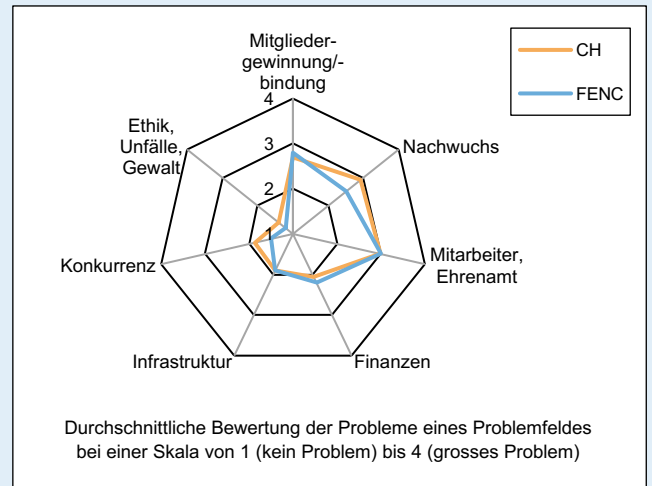 Mitglieder-
gewinnung/-
bindung
CH
FENC
4
Ethik,
Unfälle,
Gewalt
3
Nachwuchs
2
1
Konkurrenz
Mitarbeiter,
Ehrenamt
Infrastruktur
Finanzen
Durchschnittliche Bewertung der Probleme eines Problemfeldes
bei einer Skala von 1 (kein Problem) bis 4 (grosses Problem)